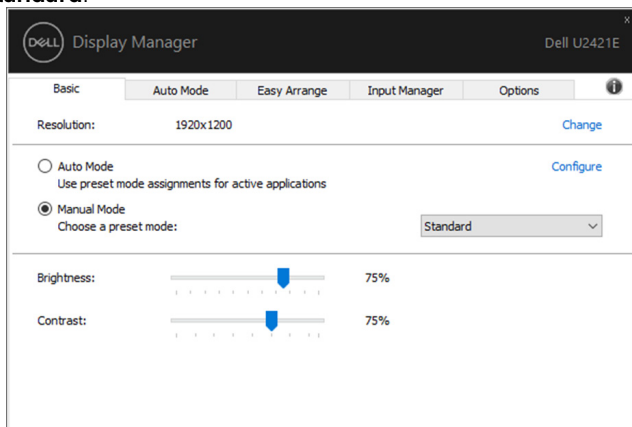 DELL Display Manager Dell U2421E
x
Basic Auto Mode Easy Arrange Input Manager Options i
Resolution: 1920x1200 Change
Auto Mode Configure
Use preset mode assignments for active applications
Manual Mode
Choose a preset mode: Standard
Brightness: 75%
Contrast: 75%